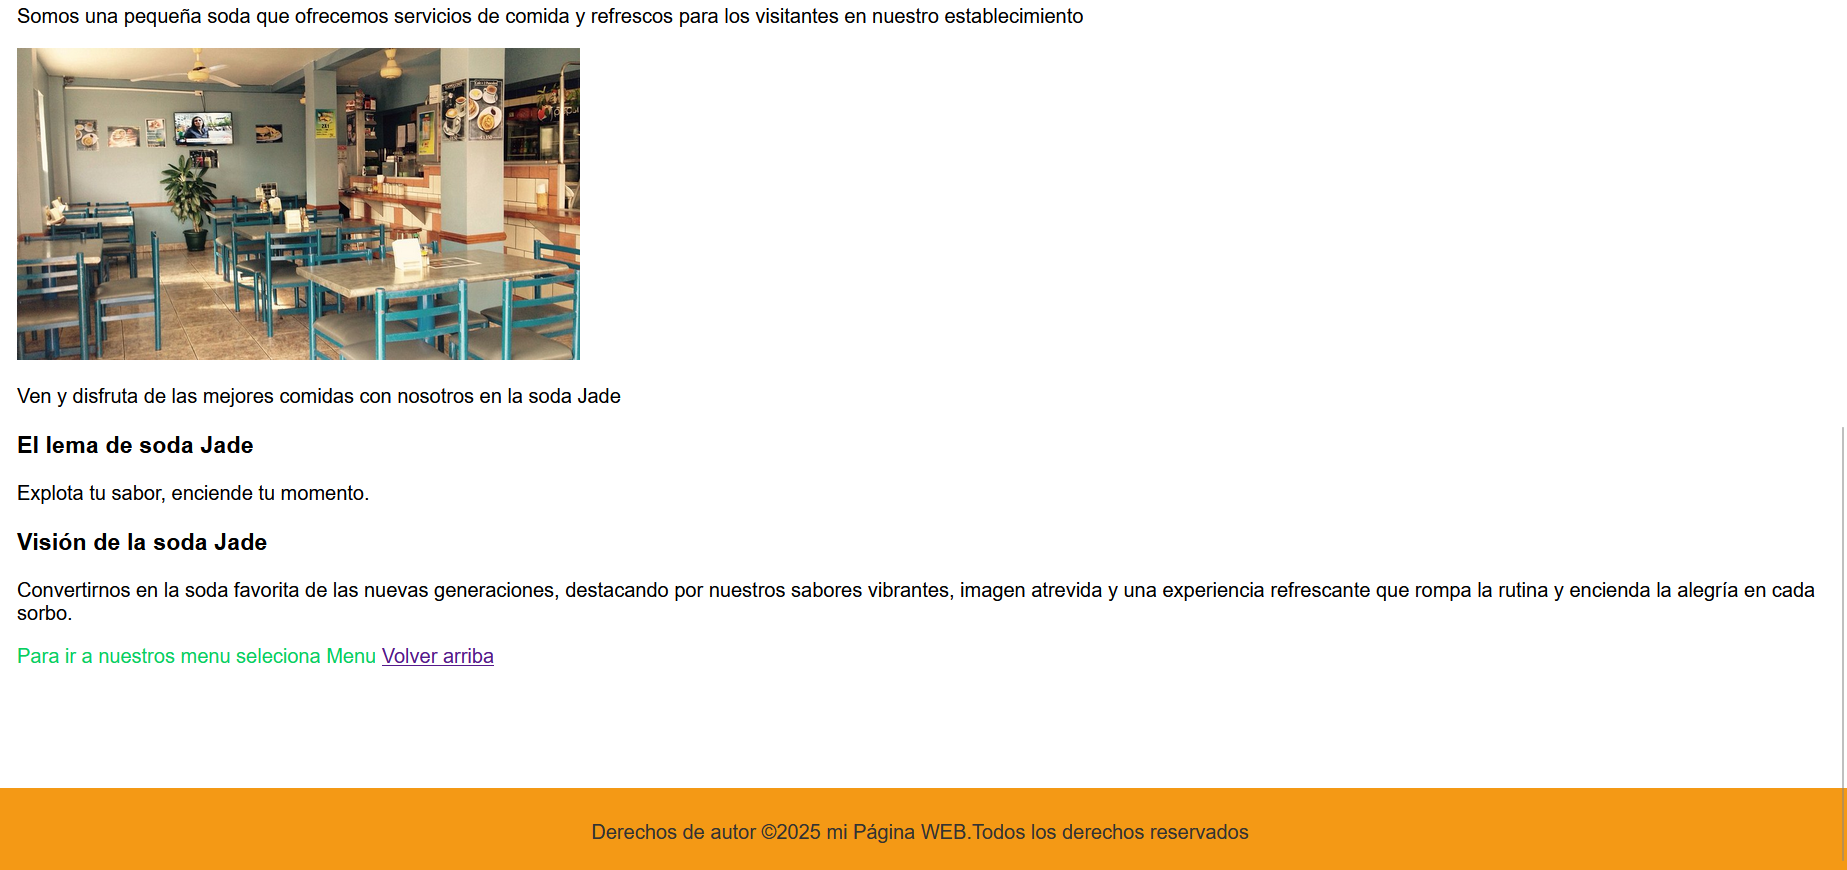 Somos una pequeña soda que ofrecemos servicios de comida y refrescos para los visitantes en nuestro establecimiento
Ven y disfruta de las mejores comidas con nosotros en la soda Jade
El lema de soda Jade
Explota tu sabor, enciende tu momento.
Visión de la soda Jade
Convertirnos en la soda favorita de las nuevas generaciones, destacando por nuestros sabores vibrantes, imagen atrevida y una experiencia refrescante que rompa la rutina y encienda la alegría en cada
sorbo.
Para ir a nuestros menu seleciona Menu Volver arriba
Derechos de autor ©2025 mi Página WEB.Todos los derechos reservados